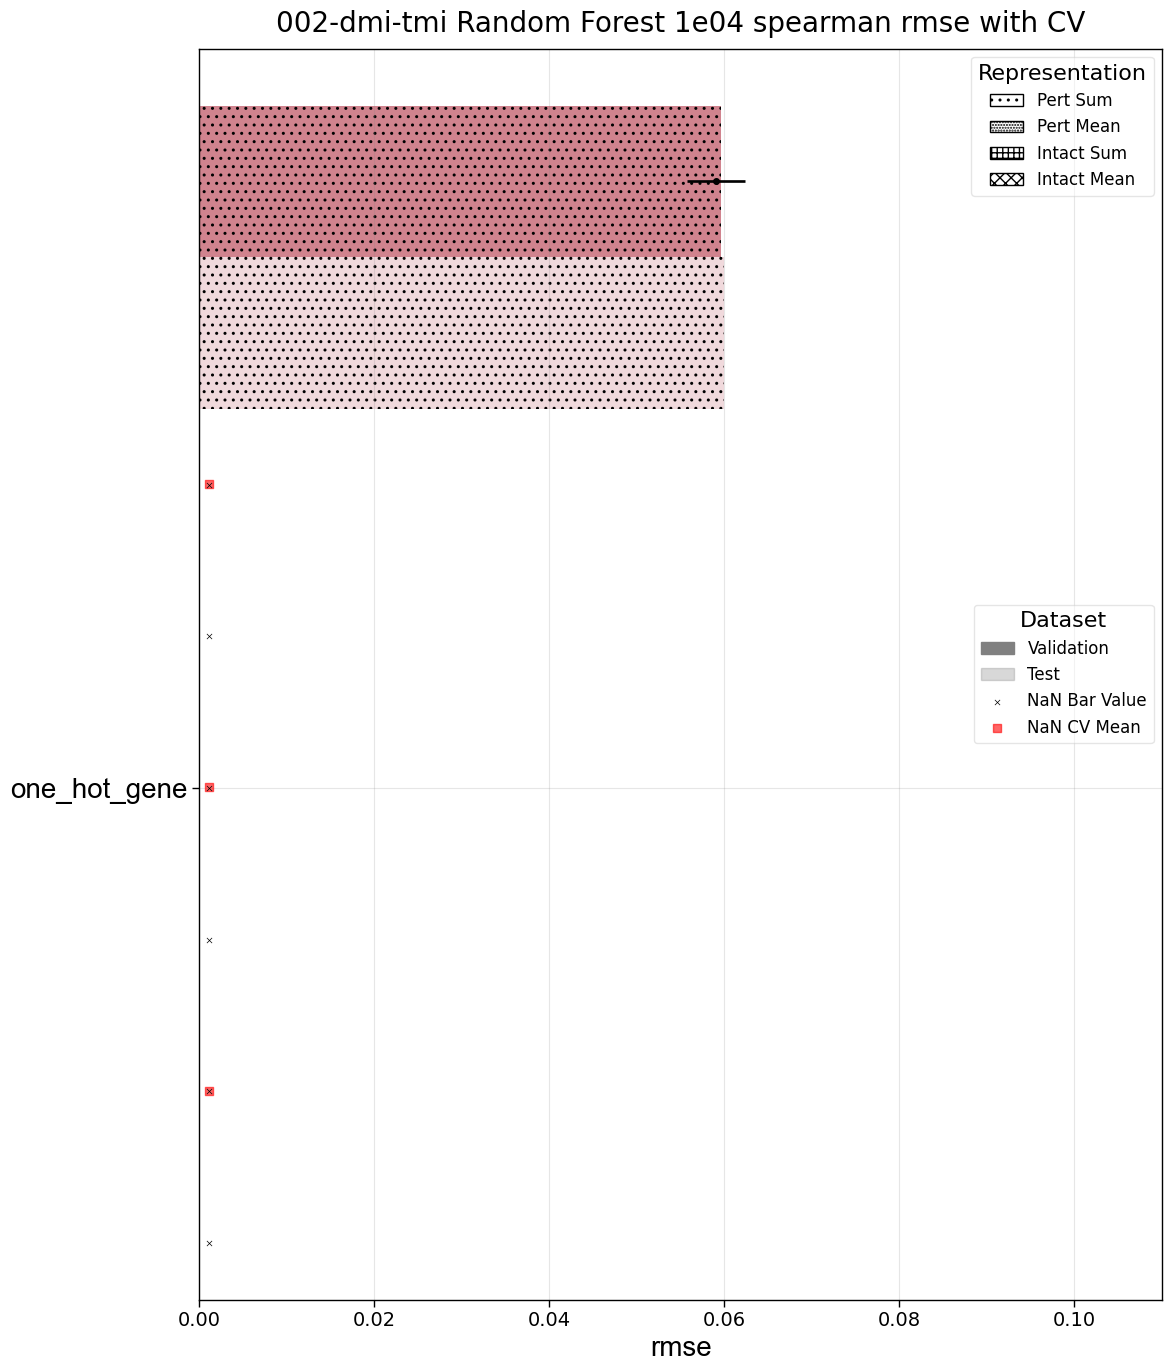 002-dmi-tmi Random Forest 1e04 spearman rmse with CV
Representation
Pert Sum
Pert Mean
Intact Sum
Intact Mean
Dataset
Validation
Test
NaN Bar Value
NaN CV Mean
one_hot_gene
0.00 0.02 0.04 0.06 0.08 0.10
rmse